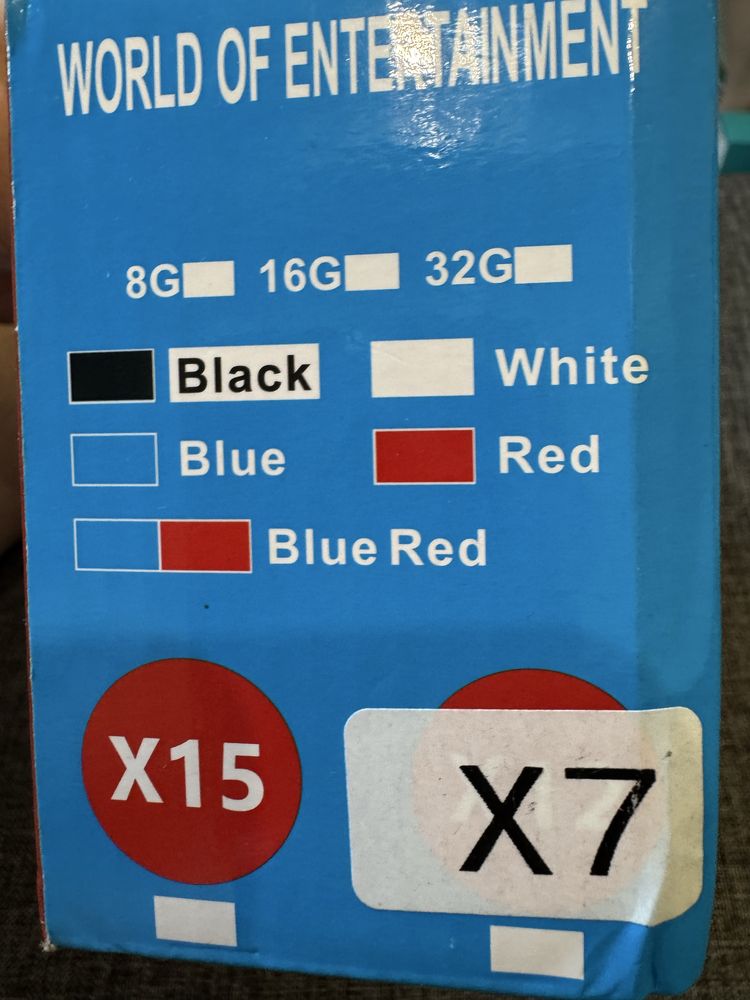 WORLD OF ENTERTAINMENT
8G 16G 32G
Black White
Blue Red
Blue Red
X15 X7